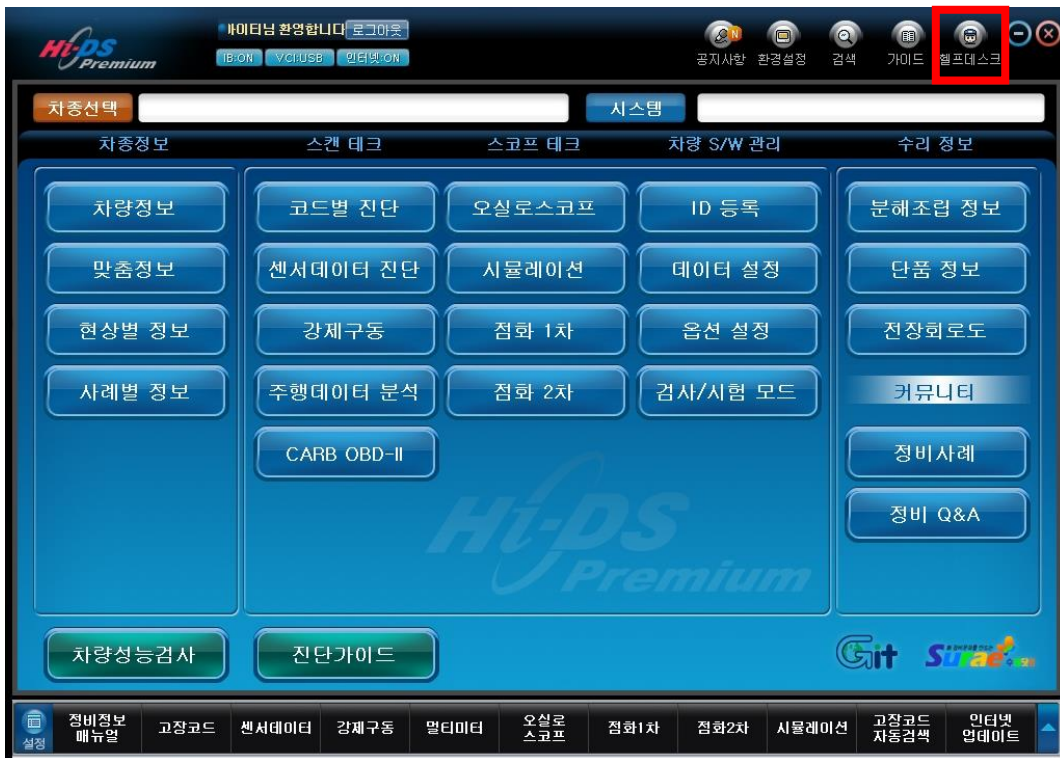 Hi-DS
Premium
바이터님 환영합니다 로그아웃
IB:ON VCI:USB 인터넷:ON
공지사항 환경설정 검색 가이드 헬프데스크
차종선택 시스템
차종정보 스캔 테크 스코프 테크 차량 S/W 관리 수리 정보
차량정보 코드별 진단 오실로스코프 ID 등록 분해조립 정보
맞춤정보 센서데이터 진단 시뮬레이션 데이터 설정 단품 정보
현상별 정보 강제구동 점화 1차 옵션 설정 전장회로도
사례별 정보 주행데이터 분석 점화 2차 검사/시험 모드 커뮤니티
CARB OBD-II 정비사례
정비 Q&A
Hi-DS
Premium
차량성능검사 진단가이드 Git Surae
설정 정비정보 매뉴얼 고장코드 센서데이터 강제구동 멀티미터 오실로 스코프 점화1차 점화2차 시뮬레이션 고장코드 자동검색 인터넷 업데이트